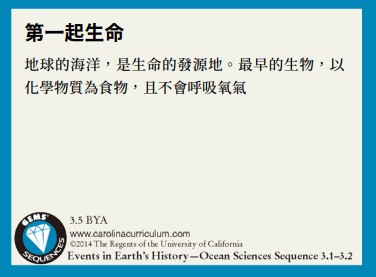 第一起生命
地球的海洋，是生命的發源地。最早的生物，以
化學物質為食物，且不會呼吸氧氣
3.5 BYA
www.carolinacurriculum.com
©2014 The Regents of the University of California
Events in Earth's History—Ocean Sciences Sequence 3.1–3.2
GEMS®
SEQUENCES